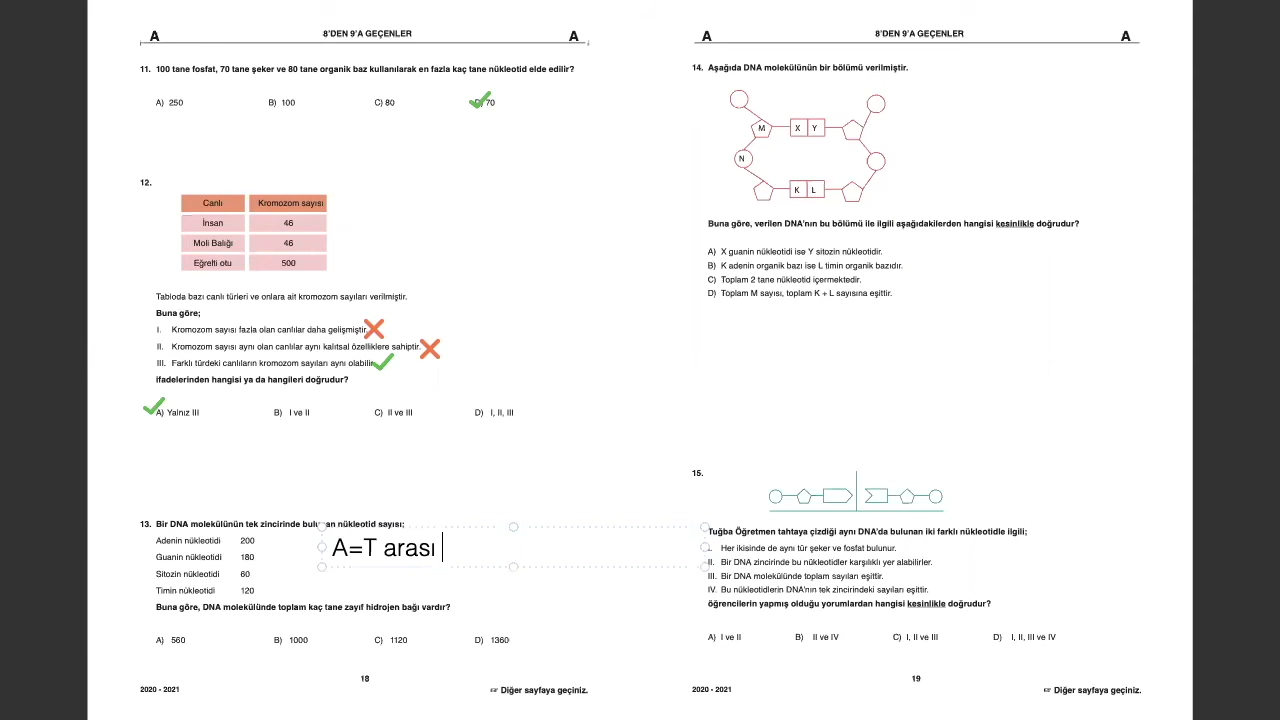 A 8'DEN 9'A GEÇENLER A
11. 100 tane fosfat, 70 tane şeker ve 80 tane organik baz kullanılarak en fazla kaç tane nükleotid elde edilir?
A) 250 B) 100 C) 80 D) 70
12.
Canlı Kromozom sayısı
İnsan 46
Moli Balığı 46
Eğrelti otu 500
Tabloda bazı canlı türleri ve onlara ait kromozom sayıları verilmiştir.
Buna göre;
I. Kromozom sayısı fazla olan canlılar daha gelişmiştir.
II. Kromozom sayısı aynı olan canlılar aynı kalıtsal özelliklere sahiptir.
III. Farklı türdeki canlıların kromozom sayıları aynı olabilir.
ifadelerinden hangisi ya da hangileri doğrudur?
A) Yalnız III B) I ve II C) II ve III D) I, II, III
13. Bir DNA molekülünün tek zincirinde bulunan nükleotid sayısı;
A=T arası
Adenin nükleotidi 200
Guanin nükleotidi 180
Sitozin nükleotidi 60
Timin nükleotidi 120
Buna göre, DNA molekülünde toplam kaç tane zayıf hidrojen bağı vardır?
A) 560 B) 1000 C) 1120 D) 1360
18
2020 - 2021 ☞ Diğer sayfaya geçiniz.
A 8'DEN 9'A GEÇENLER A
14. Aşağıda DNA molekülünün bir bölümü verilmiştir.
M X Y
N
K L
Buna göre, verilen DNA'nın bu bölümü ile ilgili aşağıdakilerden hangisi kesinlikle doğrudur?
A) X guanin nükleotidi ise Y sitozin nükleotidir.
B) K adenin organik bazı ise L timin organik bazıdır.
C) Toplam 2 tane nükleotid içermektedir.
D) Toplam M sayısı, toplam K + L sayısına eşittir.
15.
Tuğba Öğretmen tahtaya çizdiği aynı DNA'da bulunan iki farklı nükleotidle ilgili;
I. Her ikisinde de aynı tür şeker ve fosfat bulunur.
II. Bir DNA zincirinde bu nükleotidler karşılıklı yer alabilirler.
III. Bir DNA molekülünde toplam sayıları eşittir.
IV. Bu nükleotidlerin DNA'nın tek zincirindeki sayıları eşittir.
öğrencilerin yapmış olduğu yorumlardan hangisi kesinlikle doğrudur?
A) I ve II B) II ve IV C) I, II ve III D) I, II, III ve IV
19
2020 - 2021 ☞ Diğer sayfaya geçiniz.